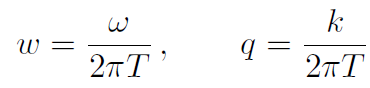 w = ω / 2πT , q = k / 2πT